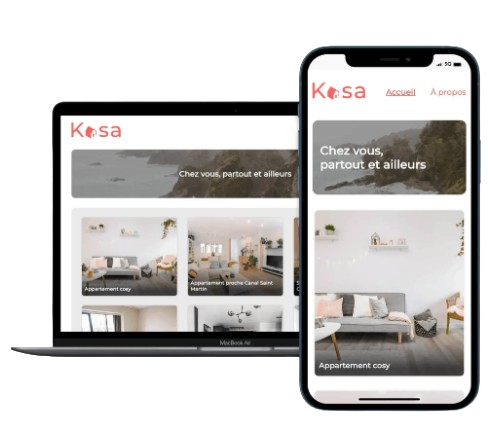 Kasa
Chez vous, partout et ailleurs
Appartement cosy
Appartement proche Canal Saint
Martin
MacBook Air
5G
Kasa
Accueil
À propos
Chez vous,
partout et ailleurs
Appartement cosy